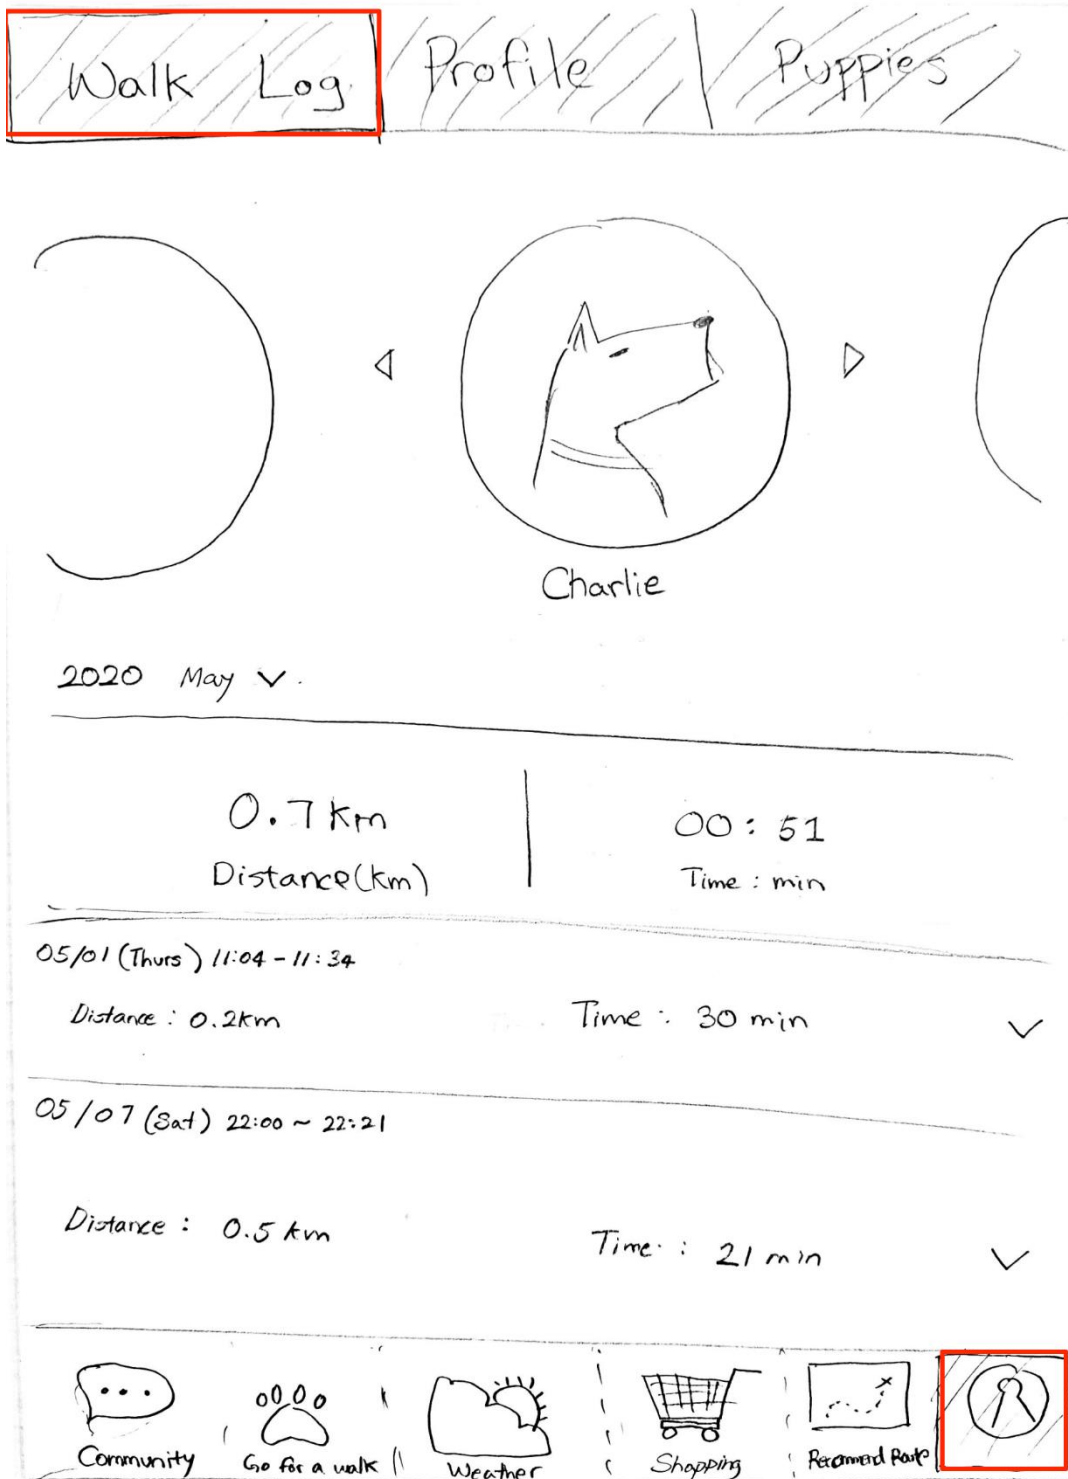 Walk Log Profile Puppies
Charlie
2020 May
0.7 km 00 : 51
Distance(km) Time : min
05/01 (Thurs) 11:04 - 11:34
Distance : 0.2km Time : 30 min
05/07 (Sat) 22:00 ~ 22:21
Distance : 0.5 km Time : 21 min
Community Go for a walk Weather Shopping Recommend Route